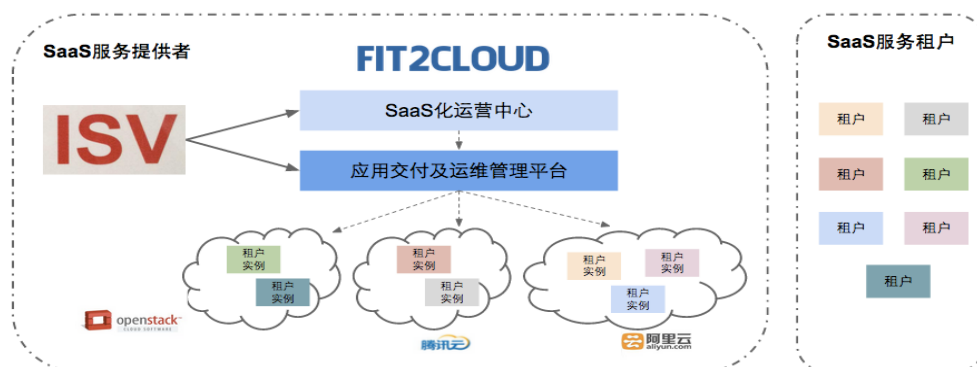 SaaS服务提供者
FIT2CLOUD
SaaS服务租户
ISV
SaaS化运营中心
应用交付及运维管理平台
租户
租户
租户
租户
租户
租户
租户
租户
实例
租户
实例
租户
实例
租户
实例
租户
实例
租户
实例
租户
实例
openstack
CLOUD SOFTWARE
腾讯云
阿里云
aliyun.com